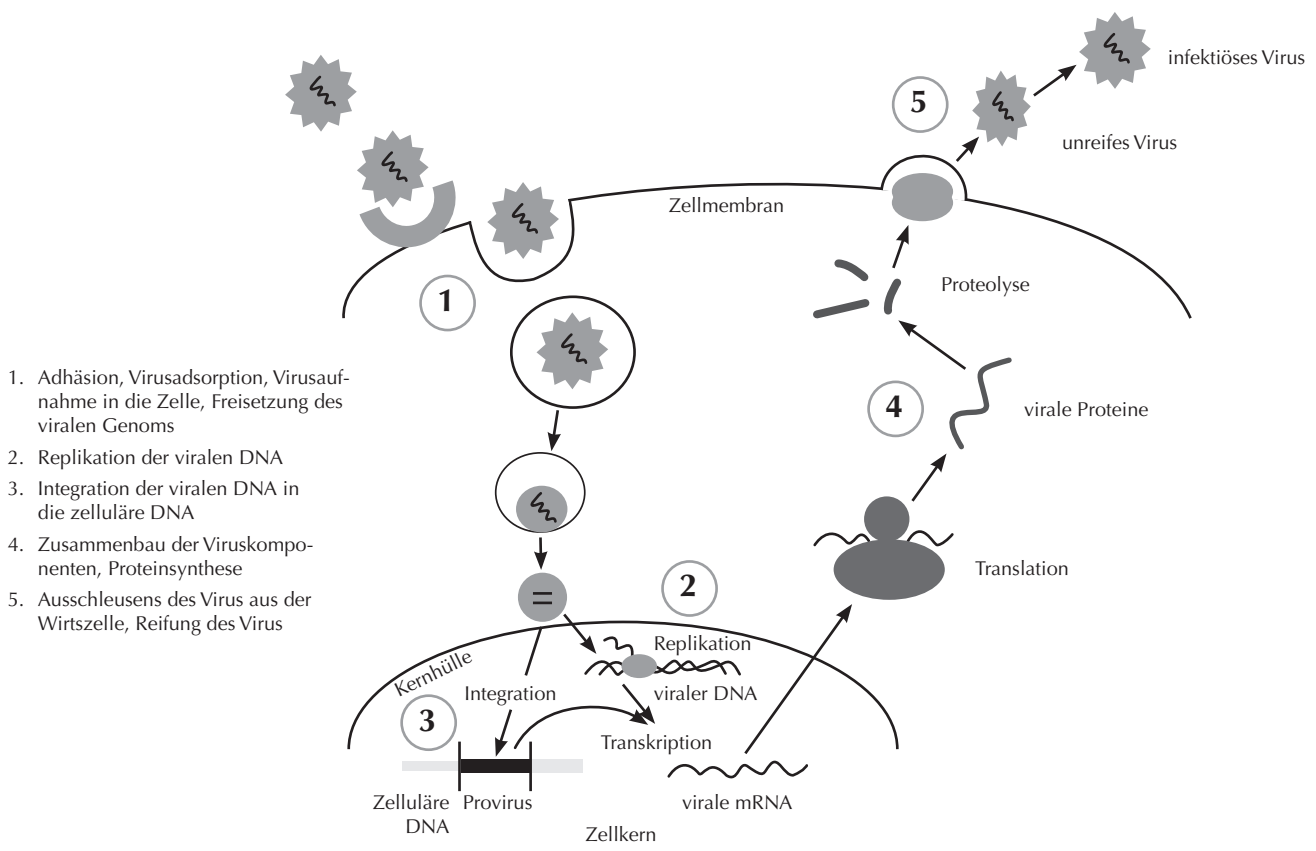 infektiöses Virus
5
unreifes Virus
Zellmembran
Proteolyse
1
1. Adhäsion, Virusadsorption, Virusauf-
nahme in die Zelle, Freisetzung des
viralen Genoms
2. Replikation der viralen DNA
3. Integration der viralen DNA in
die zelluläre DNA
4. Zusammenbau der Viruskompo-
nenten, Proteinsynthese
5. Ausschleusens des Virus aus der
Wirtszelle, Reifung des Virus
4
virale Proteine
Translation
=
2
Replikation
viraler DNA
Kernhülle
Integration
3
Transkription
Zelluläre
DNA
Provirus
virale mRNA
Zellkern